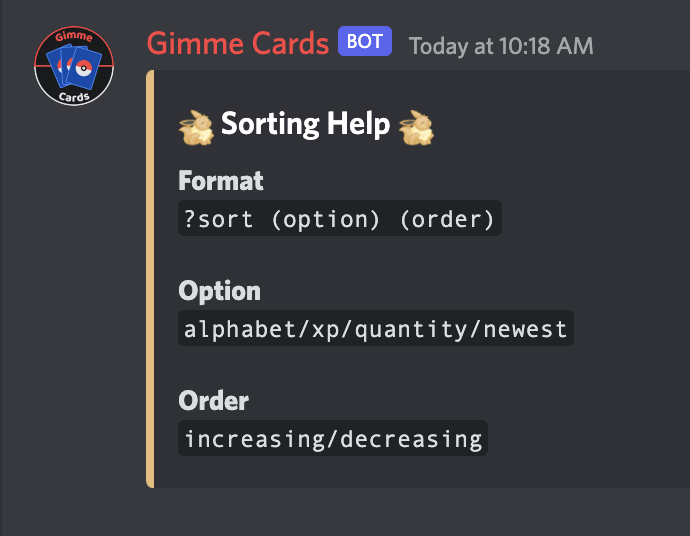 Gimme
Cards
Gimme Cards BOT Today at 10:18 AM
Sorting Help
Format
?sort (option) (order)
Option
alphabet/xp/quantity/newest
Order
increasing/decreasing